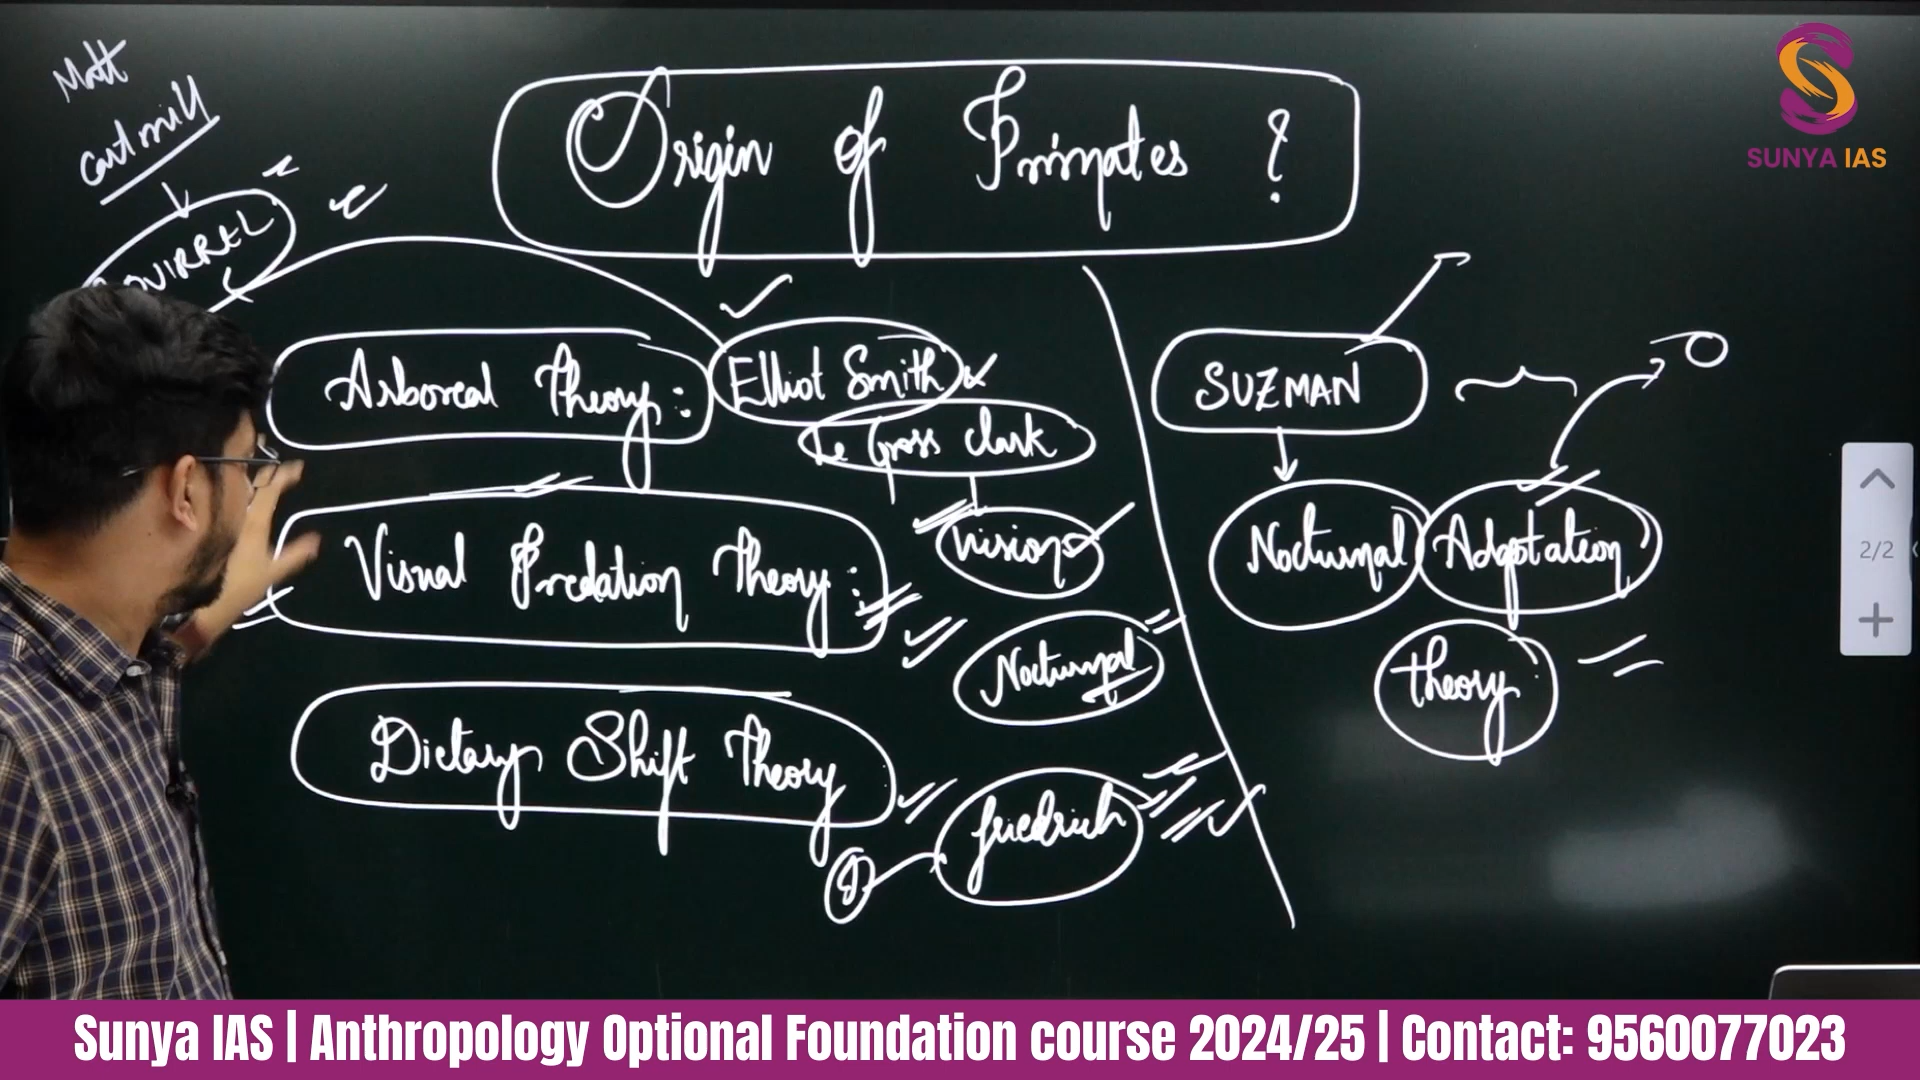 Matt
cartmill
SQUIRREL
Origin of Primates ?
SUNYA IAS
Arboreal Theory :
Elliot Smith
Le Gross Clark
Vision
Visual Predation Theory :
Nocturnal
Dietary Shift Theory
friedrich
SUZMAN
Nocturnal Adaptation
theory
2/2
Sunya IAS | Anthropology Optional Foundation course 2024/25 | Contact: 9560077023